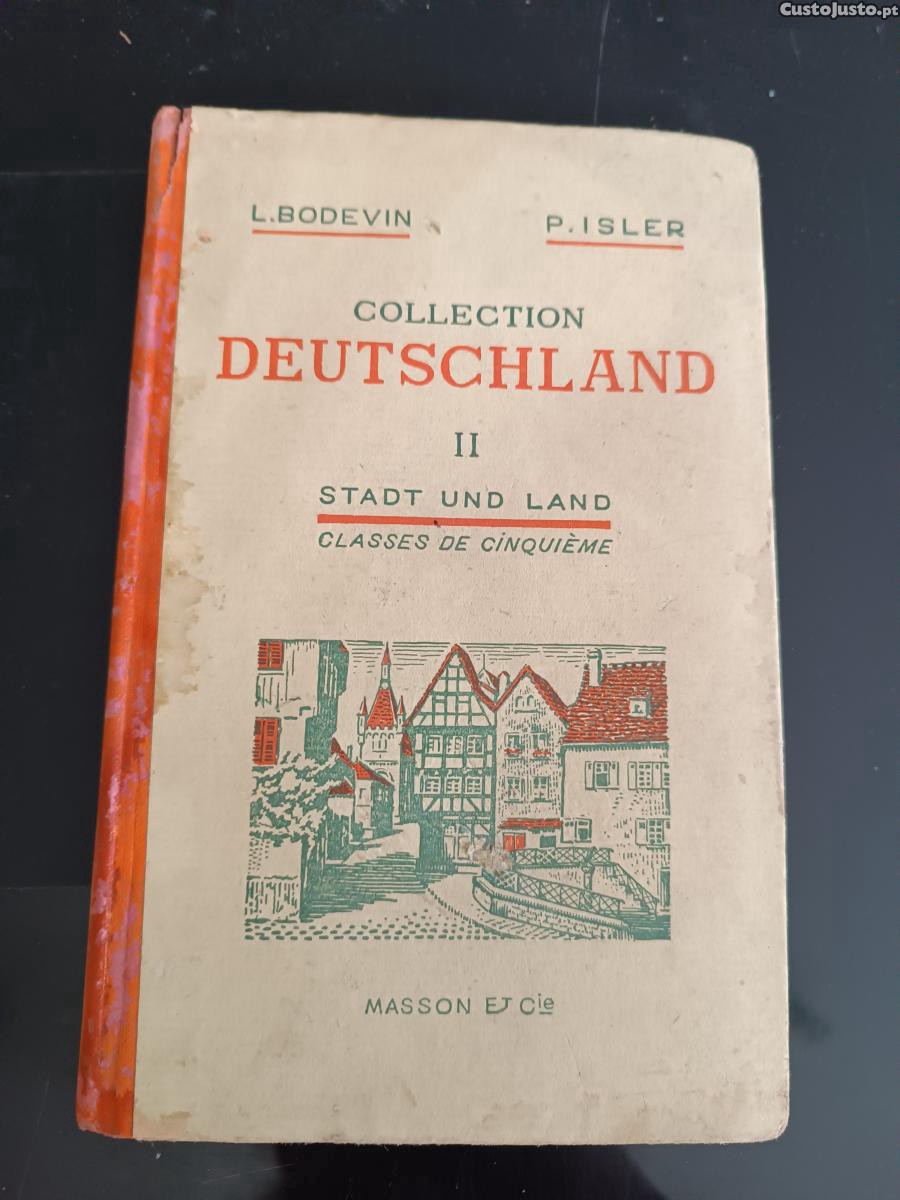 CustoJusto.pt
L.BODEVIN P.ISLER
COLLECTION
DEUTSCHLAND
II
STADT UND LAND
CLASSES DE CINQUIÈME
MASSON ET Cie